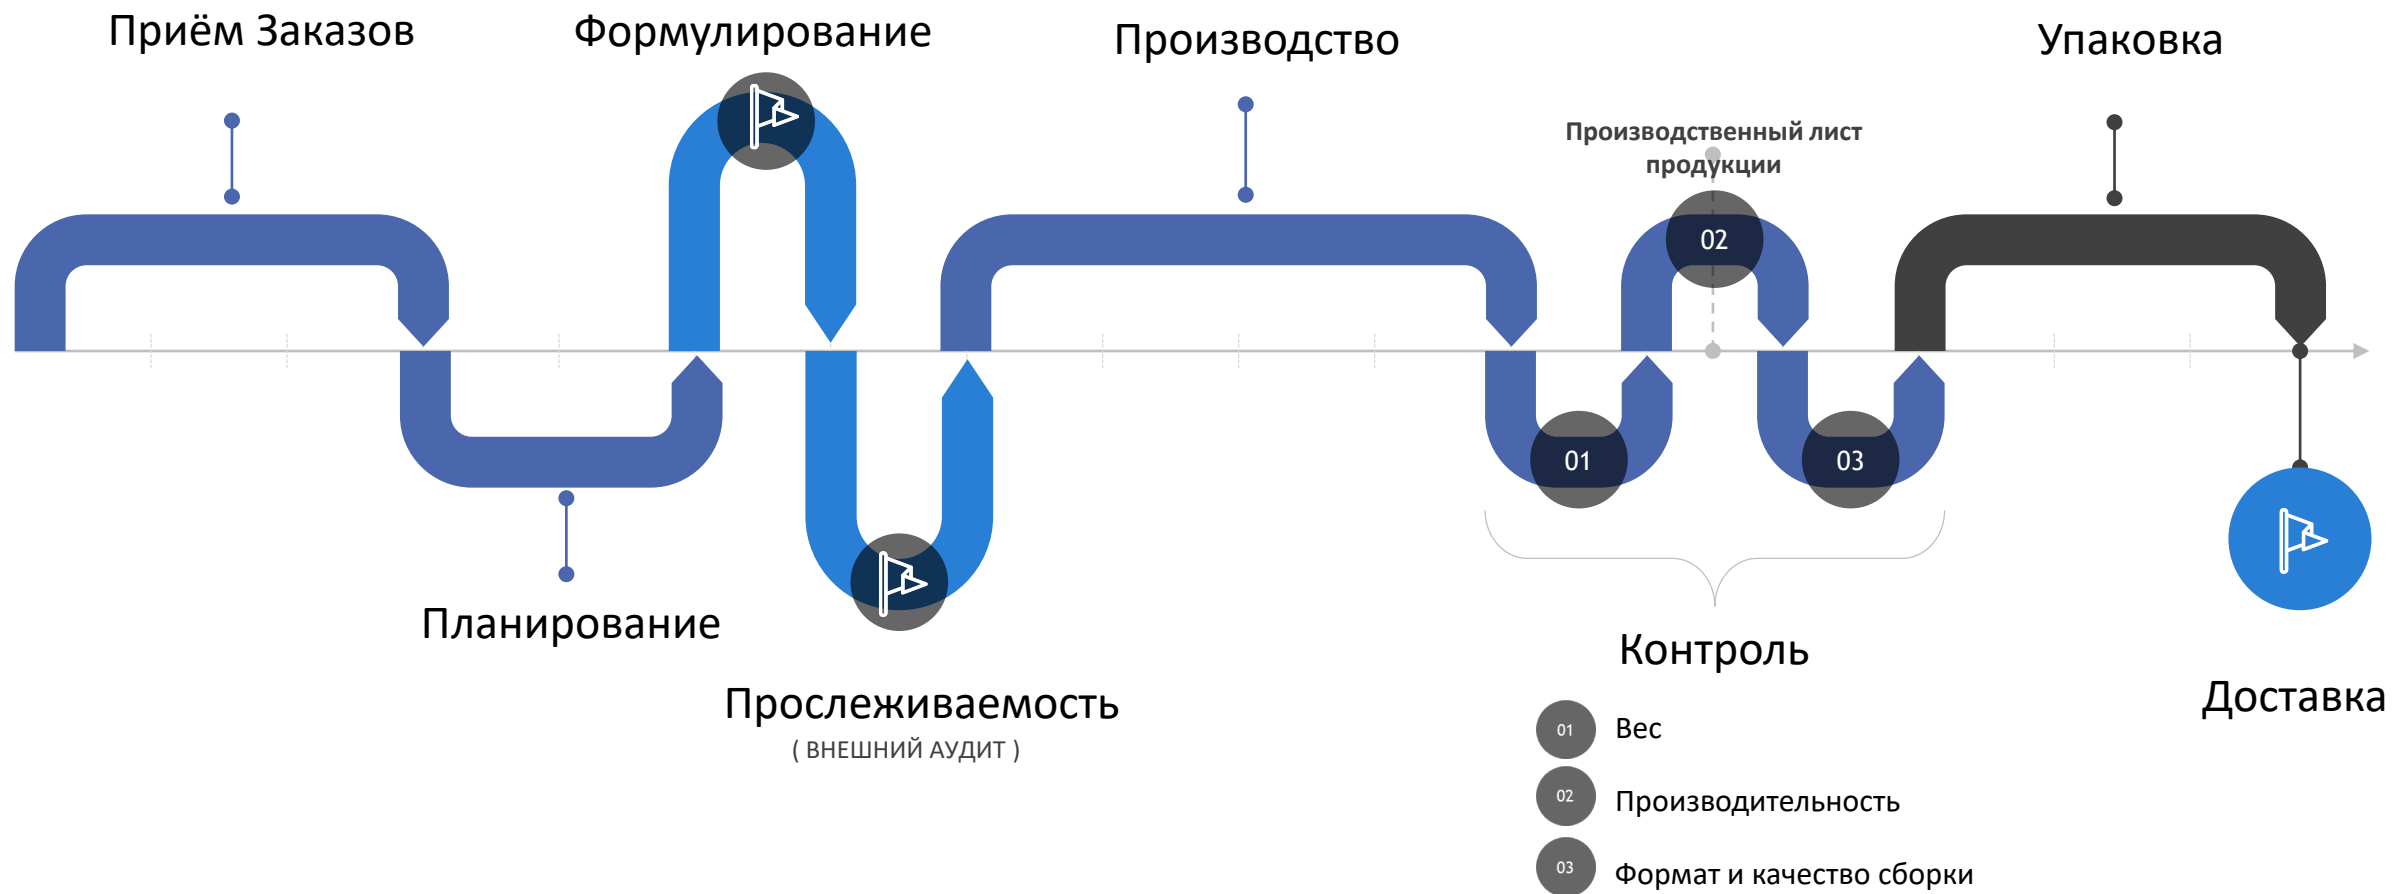 Приём Заказов
Формулирование
Производство
Упаковка
Производственный лист
продукции
02
01
03
Планирование
Прослеживаемость
( ВНЕШНИЙ АУДИТ )
Контроль
Доставка
01 Вес
02 Производительность
03 Формат и качество сборки